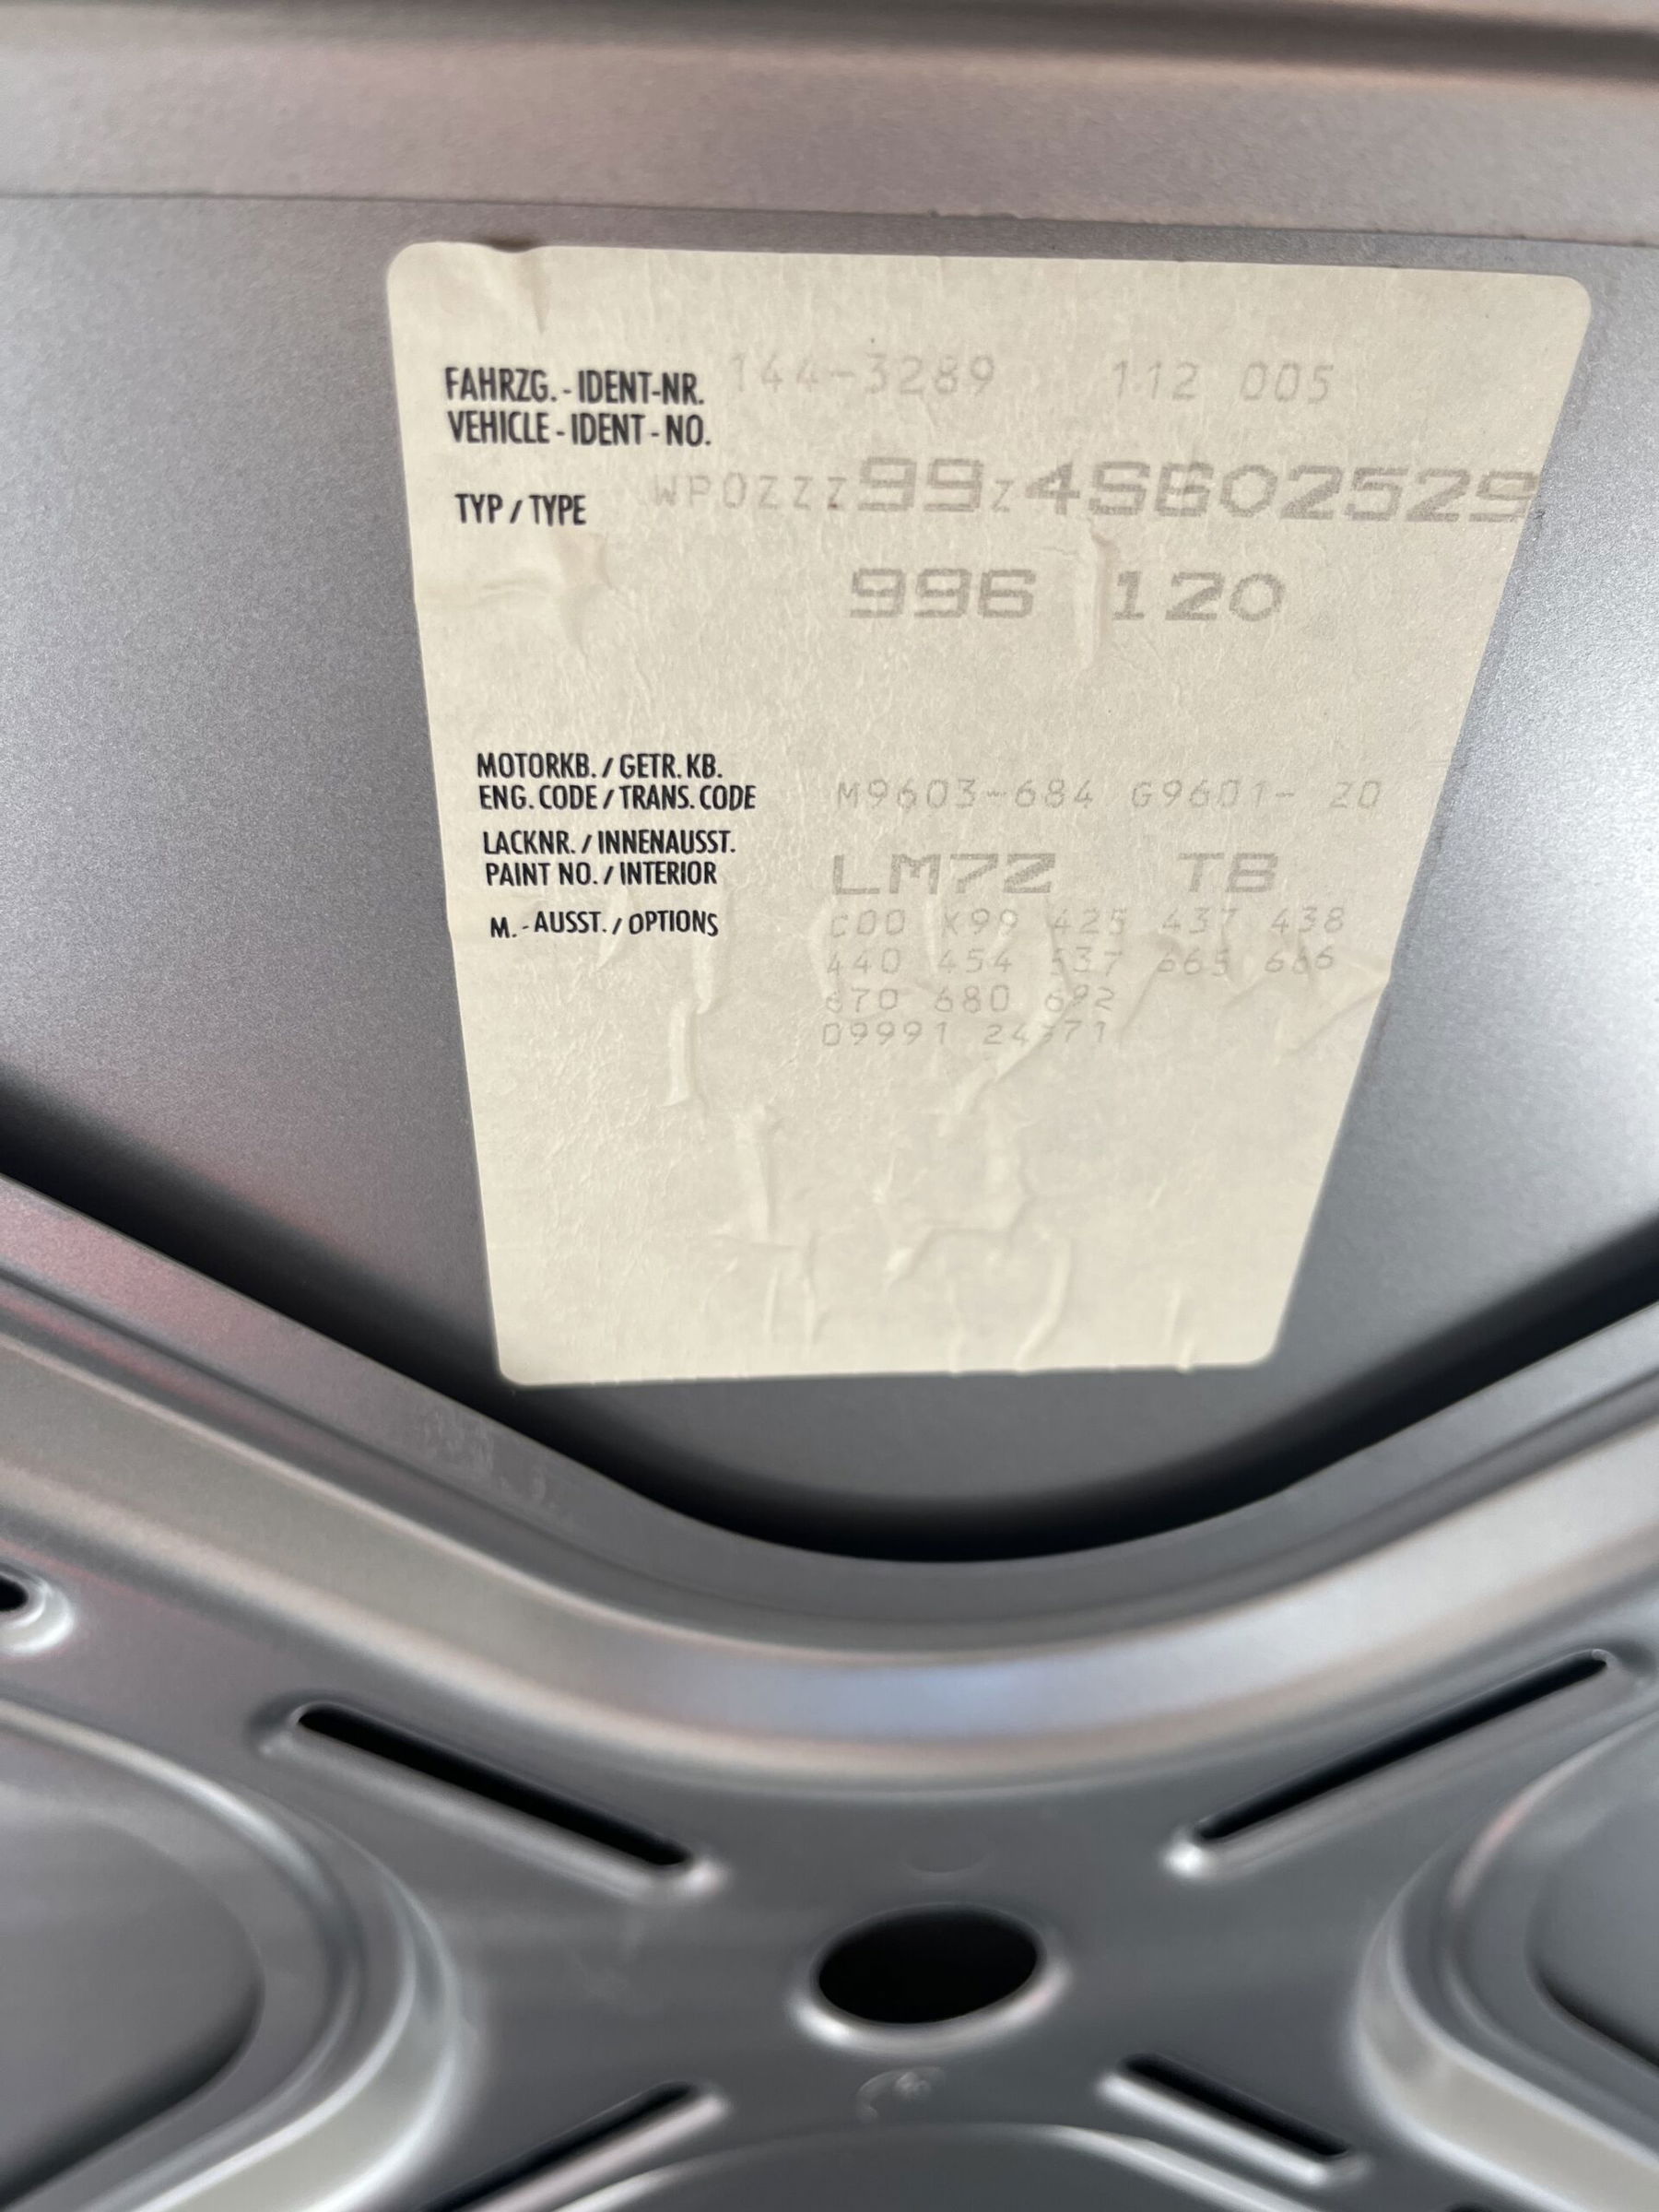 144-3289 112 005
FAHRZG.-IDENT-NR.
VEHICLE-IDENT-NO.
WP0ZZZ99Z4S602529
TYP / TYPE
996 120
MOTORKB. / GETR. KB.
ENG. CODE / TRANS. CODE M9603-684 G9601- 20
LACKNR. / INNENAUSST.
PAINT NO. / INTERIOR LM7Z TB
M.-AUSST. / OPTIONS C00 X99 425 437 438
440 454 537 665 666
670 680 692
09991